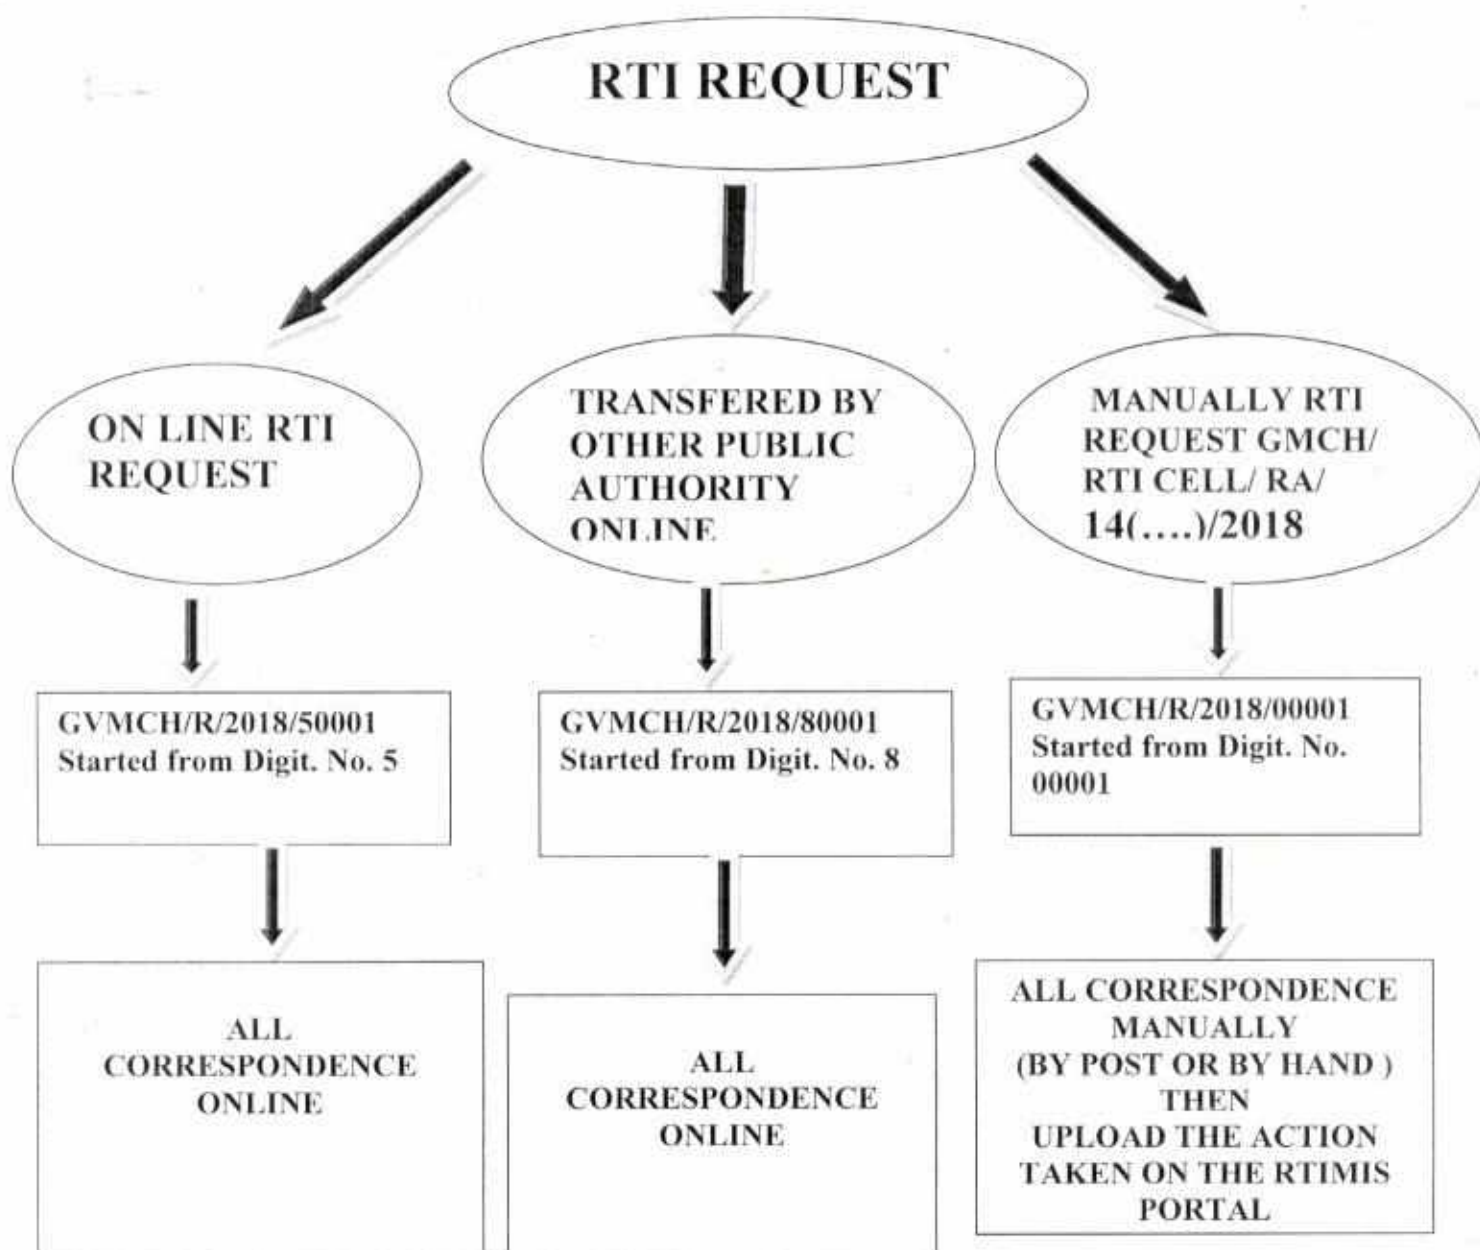 RTI REQUEST
ON LINE RTI
REQUEST
TRANSFERED BY
OTHER PUBLIC
AUTHORITY
ONLINE
MANUALLY RTI
REQUEST GMCH/
RTI CELL/ RA/
14(....)/2018
GVMCH/R/2018/50001
Started from Digit. No. 5
GVMCH/R/2018/80001
Started from Digit. No. 8
GVMCH/R/2018/00001
Started from Digit. No.
00001
ALL
CORRESPONDENCE
ONLINE
ALL
CORRESPONDENCE
ONLINE
ALL CORRESPONDENCE
MANUALLY
(BY POST OR BY HAND )
THEN
UPLOAD THE ACTION
TAKEN ON THE RTIMIS
PORTAL